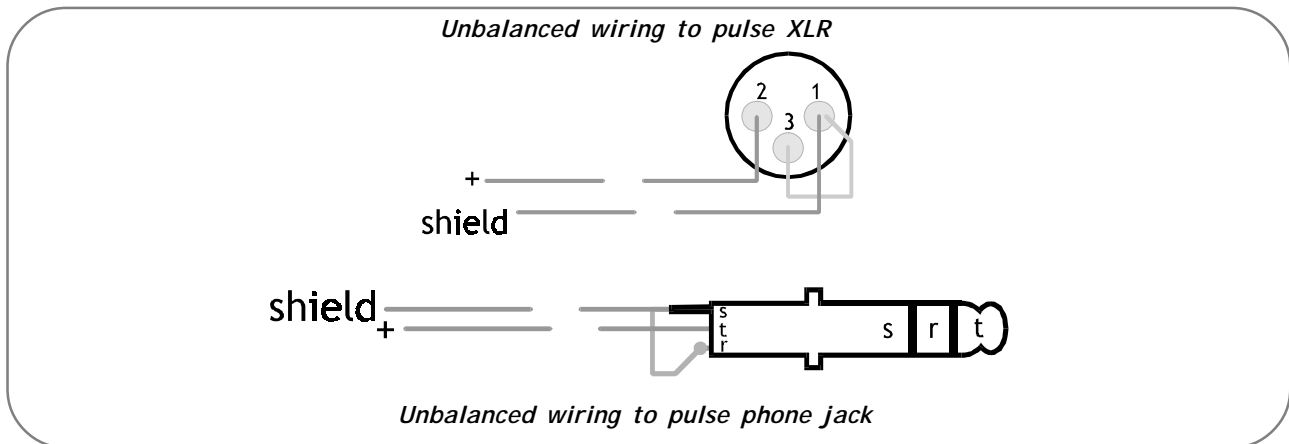 Unbalanced wiring to pulse XLR
2 1
3
+
shield
shield
+
s
t
r
s r t
Unbalanced wiring to pulse phone jack